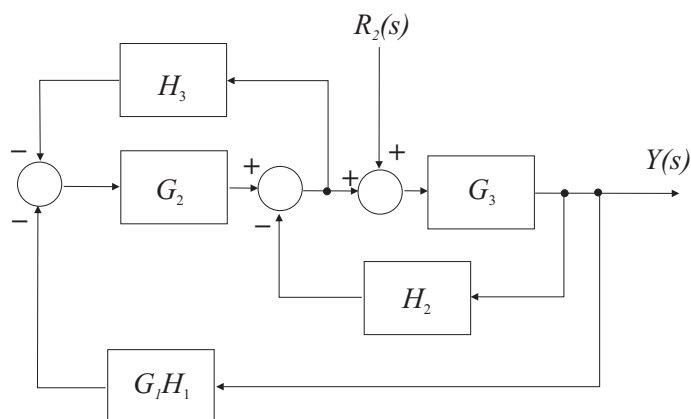 R₂(s)
H₃
− + + + Y(s)
G₂ G₃
− −
H₂
G₁H₁